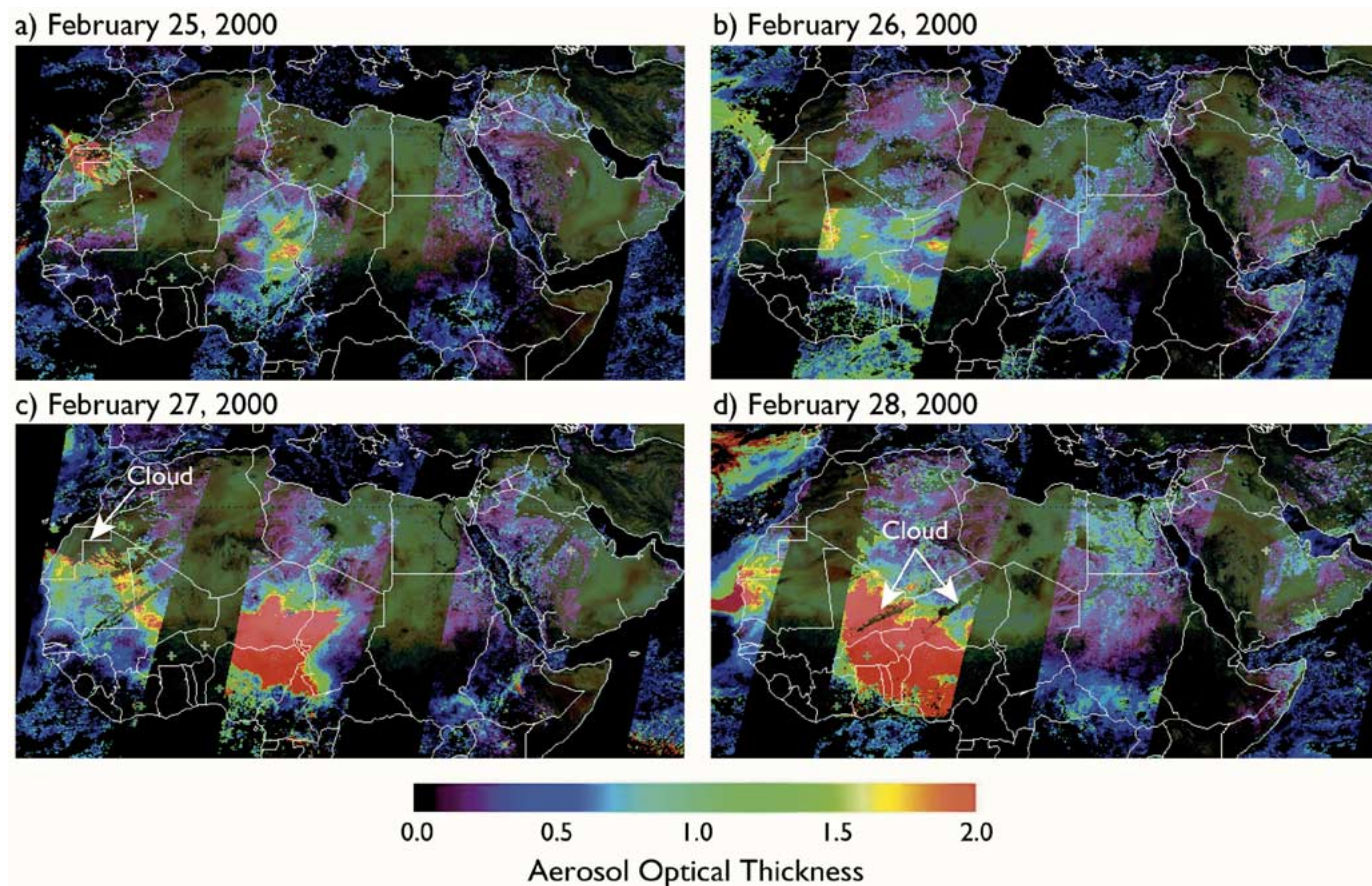 a) February 25, 2000
b) February 26, 2000
c) February 27, 2000
d) February 28, 2000
Cloud
Cloud
0.0 0.5 1.0 1.5 2.0
Aerosol Optical Thickness